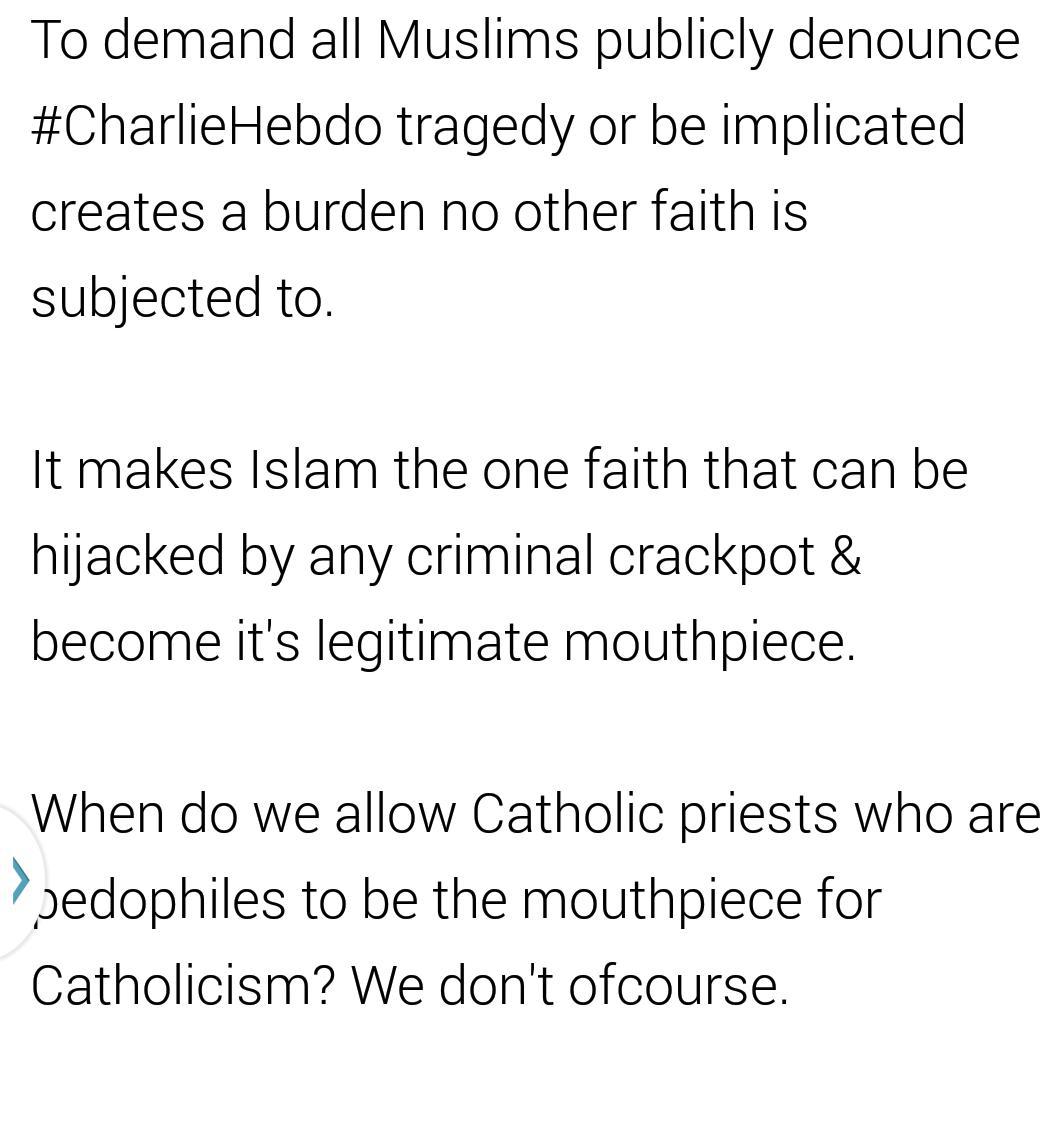 To demand all Muslims publicly denounce
#CharlieHebdo tragedy or be implicated
creates a burden no other faith is
subjected to.
It makes Islam the one faith that can be
hijacked by any criminal crackpot &
become it's legitimate mouthpiece.
When do we allow Catholic priests who are
pedophiles to be the mouthpiece for
Catholicism? We don't ofcourse.